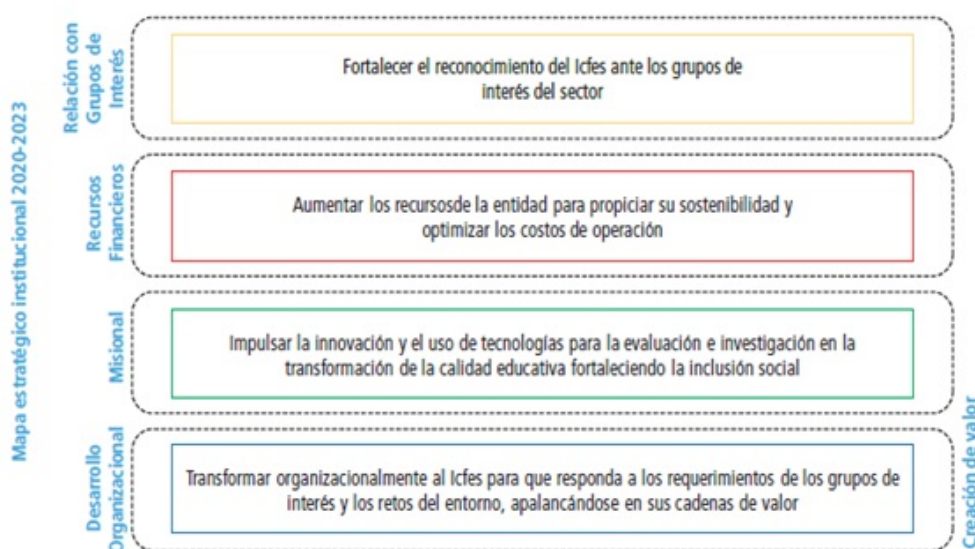 Mapa estratégico institucional 2020-2023
Relación con
Grupos de
Interés
Fortalecer el reconocimiento del Icfes ante los grupos de
interés del sector
Recursos
Financieros
Aumentar los recursosde la entidad para propiciar su sostenibilidad y
optimizar los costos de operación
Misional
Impulsar la innovación y el uso de tecnologías para la evaluación e investigación en la
transformación de la calidad educativa fortaleciendo la inclusión social
Desarrollo
Organizacional
Transformar organizacionalmente al Icfes para que responda a los requerimientos de los grupos de
interés y los retos del entorno, apalancándose en sus cadenas de valor
Creación de valor